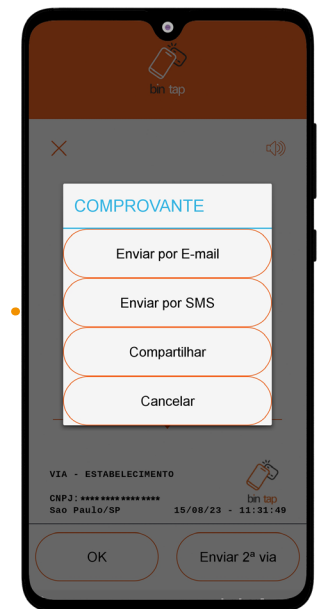 bin tap
COMPROVANTE
Enviar por E-mail
Enviar por SMS
Compartilhar
Cancelar
VIA - ESTABELECIMENTO
CNPJ: ****************
bin tap
Sao Paulo/SP 15/08/23 - 11:31:49
OK
Enviar 2ª via